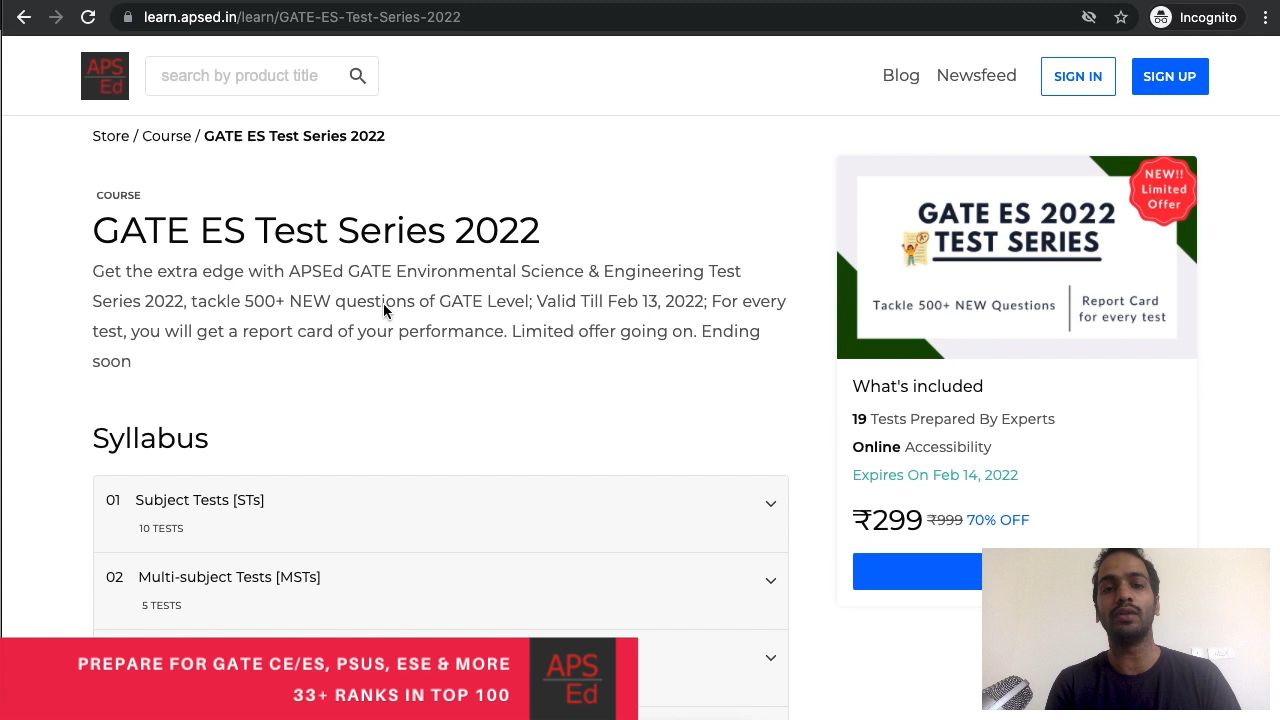 learn.apsed.in/learn/GATE-ES-Test-Series-2022
Incognito
APS
Ed
search by product title
Blog
Newsfeed
SIGN IN
SIGN UP
Store / Course / GATE ES Test Series 2022
COURSE
GATE ES Test Series 2022
Get the extra edge with APSEd GATE Environmental Science & Engineering Test
Series 2022, tackle 500+ NEW questions of GATE Level; Valid Till Feb 13, 2022; For every
test, you will get a report card of your performance. Limited offer going on. Ending
soon
Syllabus
01 Subject Tests [STs]
10 TESTS
02 Multi-subject Tests [MSTs]
5 TESTS
NEW!!
Limited
Offer
GATE ES 2022
TEST SERIES
Tackle 500+ NEW Questions
Report Card
for every test
What's included
19 Tests Prepared By Experts
Online Accessibility
Expires On Feb 14, 2022
₹299 ₹999 70% OFF
PREPARE FOR GATE CE/ES, PSUS, ESE & MORE
33+ RANKS IN TOP 100
APS
Ed